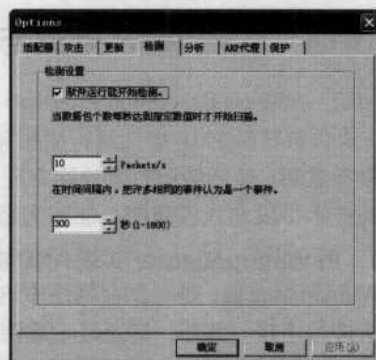 Options
适配器 攻击 更新 检测 分析 ARP代理 保护
检测设置
软件运行就开始检测。
当数据包个数每秒达到指定数值时才开始扫描。
10 Packets/s
在时间间隔内，把许多相同的事件认为是一个事件。
300 秒(1-1800)
确定 取消 应用(A)